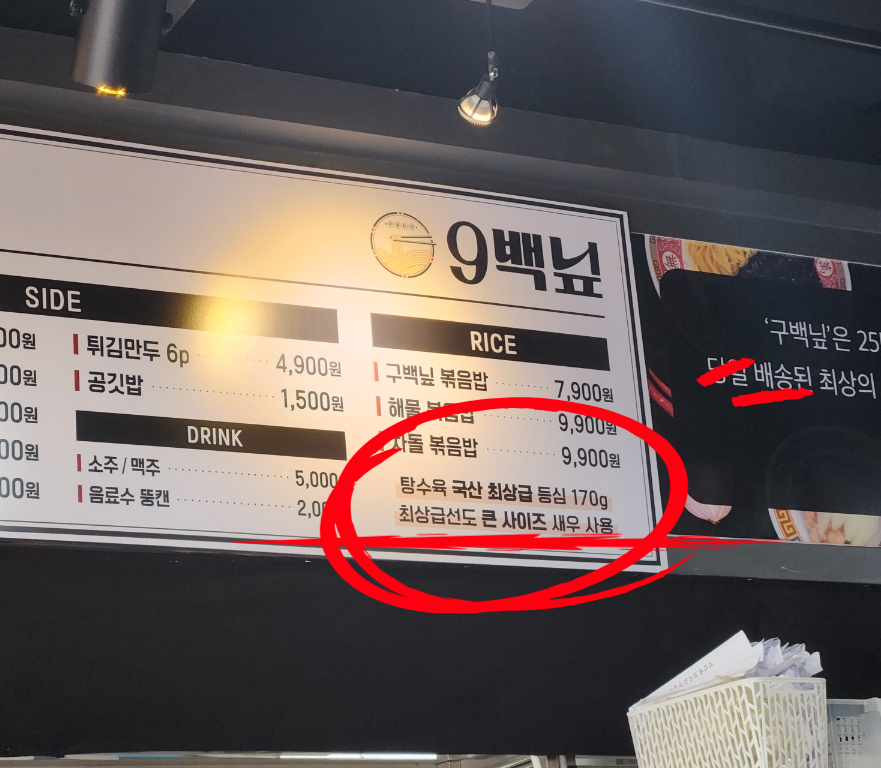 9백닢
SIDE
00원
튀김만두 6p 4,900원
00원
공깃밥 1,500원
00원
DRINK
00원
소주 / 맥주 5,000
00원
음료수 뚱캔 2,0
RICE
구백닢 볶음밥 7,900원
해물 볶음밥 9,900원
차돌 볶음밥 9,900원
탕수육 국산 최상급 등심 170g
최상급선도 큰 사이즈 새우 사용
'구백닢'은 25
당일 배송된 최상의